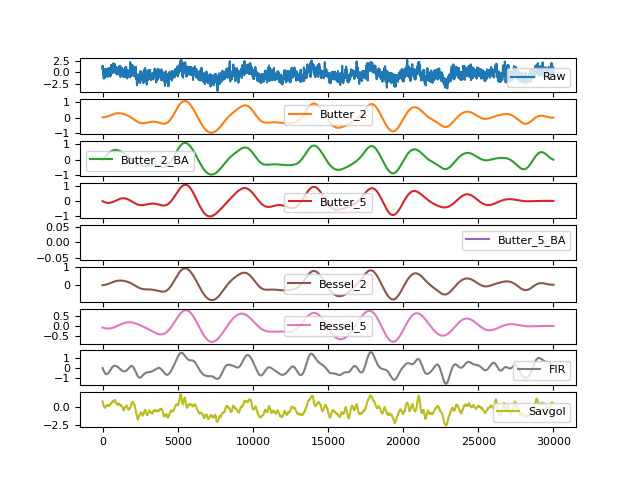 2.5
0.0
−2.5
Raw
1
0
−1
Butter_2
1
0
−1
Butter_2_BA
1
0
−1
Butter_5
0.05
0.00
−0.05
Butter_5_BA
1
0
Bessel_2
0.5
0.0
−0.5
Bessel_5
1
0
−1
FIR
0.0
−2.5
Savgol
0 5000 10000 15000 20000 25000 30000